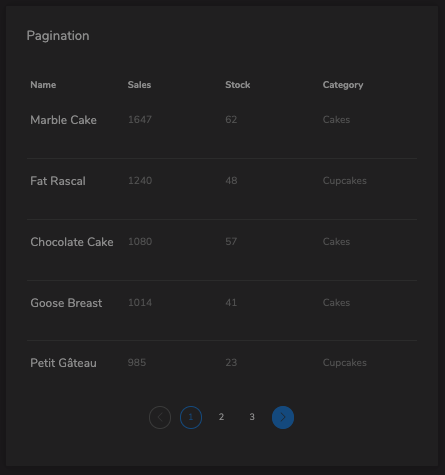 Pagination
Name Sales Stock Category
Marble Cake 1647 62 Cakes
Fat Rascal 1240 48 Cupcakes
Chocolate Cake 1080 57 Cakes
Goose Breast 1014 41 Cakes
Petit Gâteau 985 23 Cupcakes
1 2 3